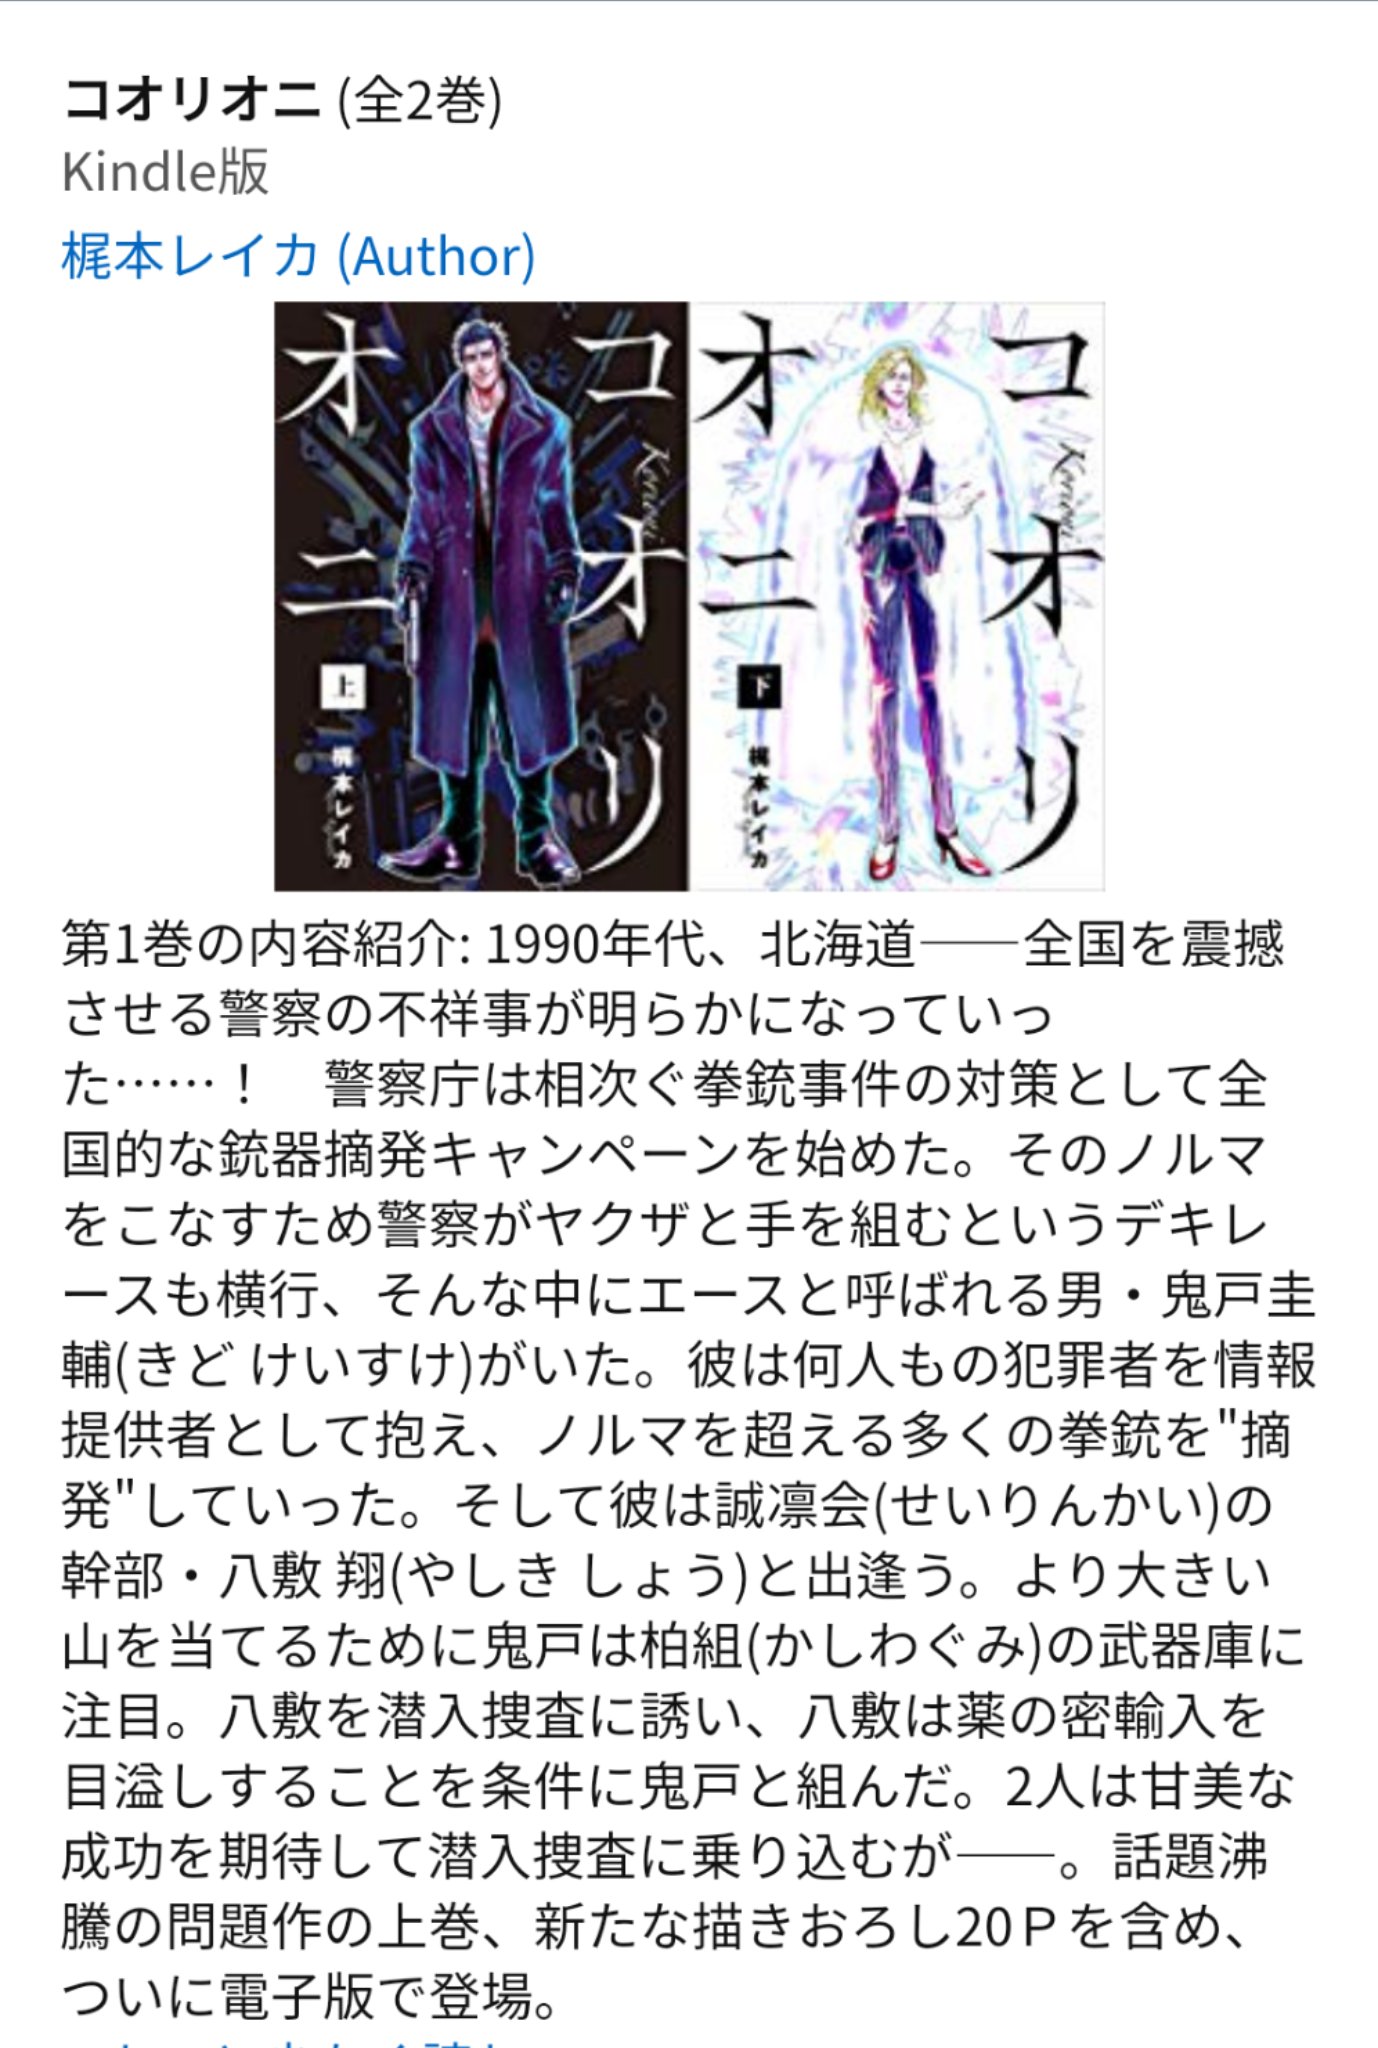 コオリオニ (全2巻)
Kindle版
梶本レイカ (Author)
コオリ
オニ
Korioni
上
梶本レイカ
コオリ
オニ
Korioni
下
梶本レイカ
第1巻の内容紹介: 1990年代、北海道――全国を震撼
させる警察の不祥事が明らかになっていっ
た……！　警察庁は相次ぐ拳銃事件の対策として全
国的な銃器摘発キャンペーンを始めた。そのノルマ
をこなすため警察がヤクザと手を組むというデキレ
ースも横行、そんな中にエースと呼ばれる男・鬼戸圭
輔(きど けいすけ)がいた。彼は何人もの犯罪者を情報
提供者として抱え、ノルマを超える多くの拳銃を"摘
発"していった。そして彼は誠凛会(せいりんかい)の
幹部・八敷 翔(やしき しょう)と出逢う。より大きい
山を当てるために鬼戸は柏組(かしわぐみ)の武器庫に
注目。八敷を潜入捜査に誘い、八敷は薬の密輸入を
目溢しすることを条件に鬼戸と組んだ。2人は甘美な
成功を期待して潜入捜査に乗り込むが――。話題沸
騰の問題作の上巻、新たな描きおろし20Ｐを含め、
ついに電子版で登場。